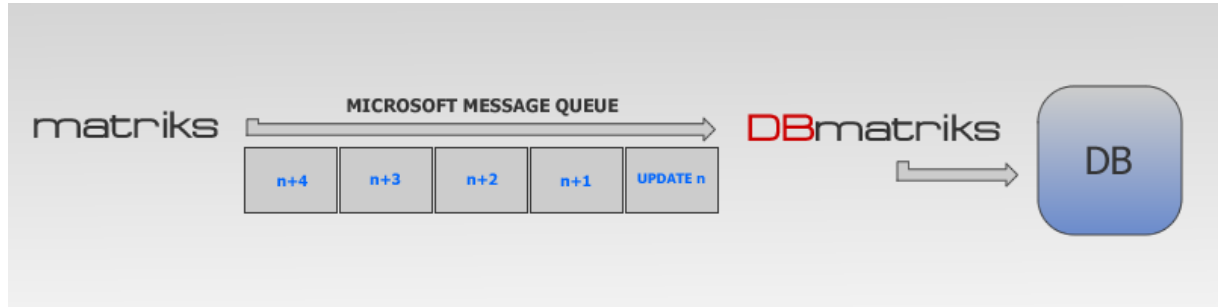 matriks
MICROSOFT MESSAGE QUEUE
n+4 n+3 n+2 n+1 UPDATE n
DBmatriks
DB